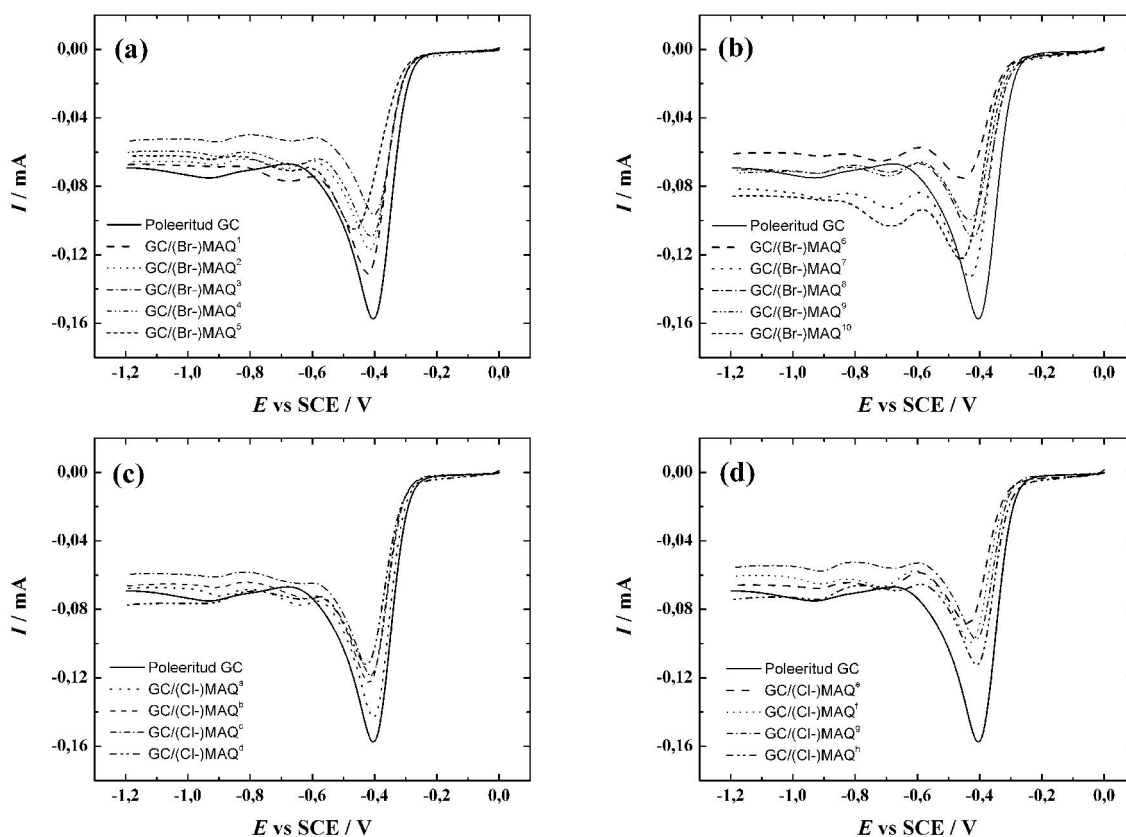 (a)
0,00
-0,04
-0,08
-0,12
-0,16
I / mA
Poleeritud GC
GC/(Br-)MAQ¹
GC/(Br-)MAQ²
GC/(Br-)MAQ³
GC/(Br-)MAQ⁴
GC/(Br-)MAQ⁵
-1,2 -1,0 -0,8 -0,6 -0,4 -0,2 0,0
E vs SCE / V
(b)
0,00
-0,04
-0,08
-0,12
-0,16
I / mA
Poleeritud GC
GC/(Br-)MAQ⁶
GC/(Br-)MAQ⁷
GC/(Br-)MAQ⁸
GC/(Br-)MAQ⁹
GC/(Br-)MAQ¹⁰
-1,2 -1,0 -0,8 -0,6 -0,4 -0,2 0,0
E vs SCE / V
(c)
0,00
-0,04
-0,08
-0,12
-0,16
I / mA
Poleeritud GC
GC/(Cl-)MAQᵃ
GC/(Cl-)MAQᵇ
GC/(Cl-)MAQᶜ
GC/(Cl-)MAQᵈ
-1,2 -1,0 -0,8 -0,6 -0,4 -0,2 0,0
E vs SCE / V
(d)
0,00
-0,04
-0,08
-0,12
-0,16
I / mA
Poleeritud GC
GC/(Cl-)MAQᵉ
GC/(Cl-)MAQᶠ
GC/(Cl-)MAQᵍ
GC/(Cl-)MAQʰ
-1,2 -1,0 -0,8 -0,6 -0,4 -0,2 0,0
E vs SCE / V